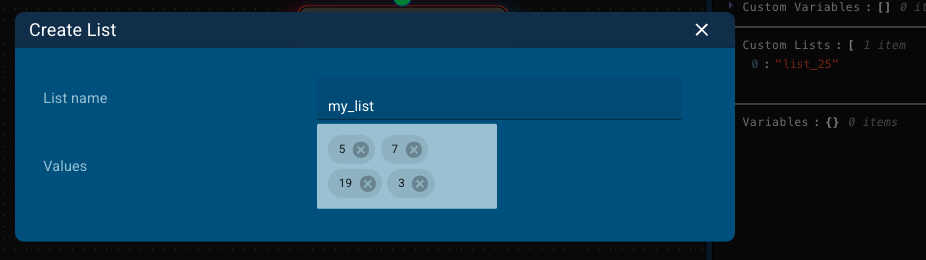 Create List
List name
my_list
Values
5 7
19 3
Custom Variables : [] 0 it
Custom Lists : [ 1 item
0 : "list_25"
Variables : {} 0 items